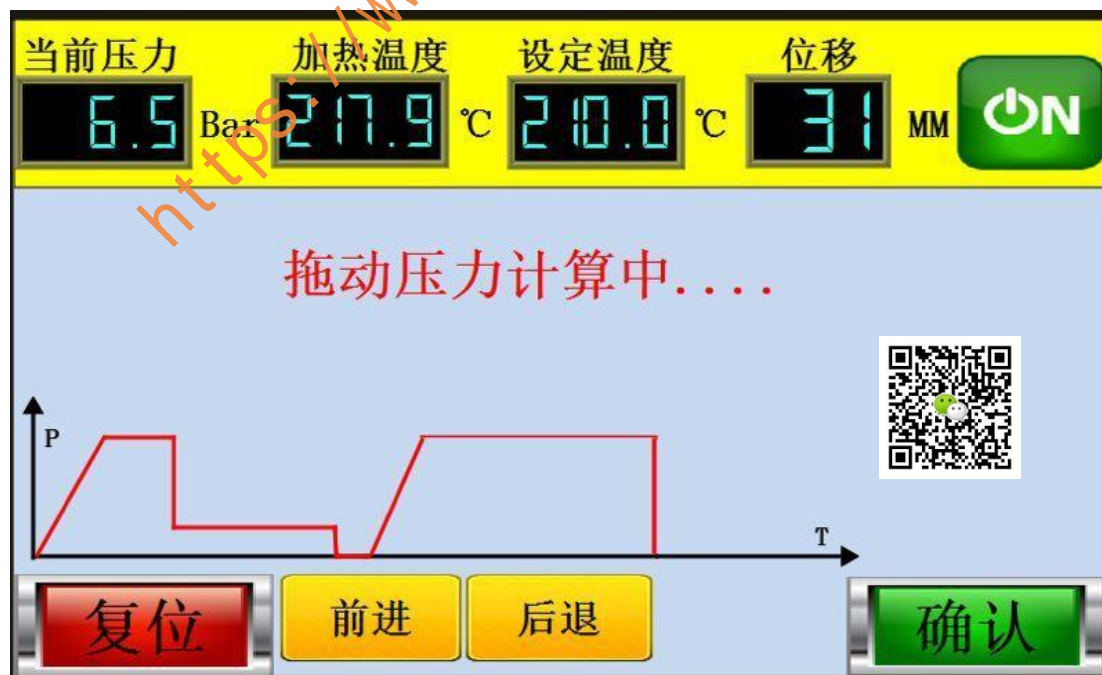 当前压力 加热温度 设定温度 位移
6.5 Bar 217.9 ℃ 210.0 ℃ 31 MM ON
https://w
拖动压力计算中....
P
T
复位 前进 后退 确认